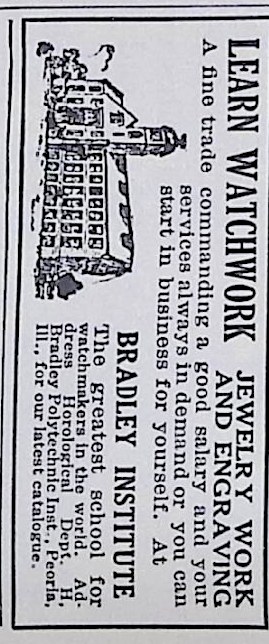 LEARN WATCHWORK JEWELRY WORK
AND ENGRAVING
A fine trade commanding a good salary and your
services always in demand or you can
start in business for yourself. At
BRADLEY INSTITUTE
The greatest school for
watchmakers in the world. Ad-
dress Horological Dept. H,
Bradley Polytechnic Inst., Peoria,
Ill., for our latest catalogue.